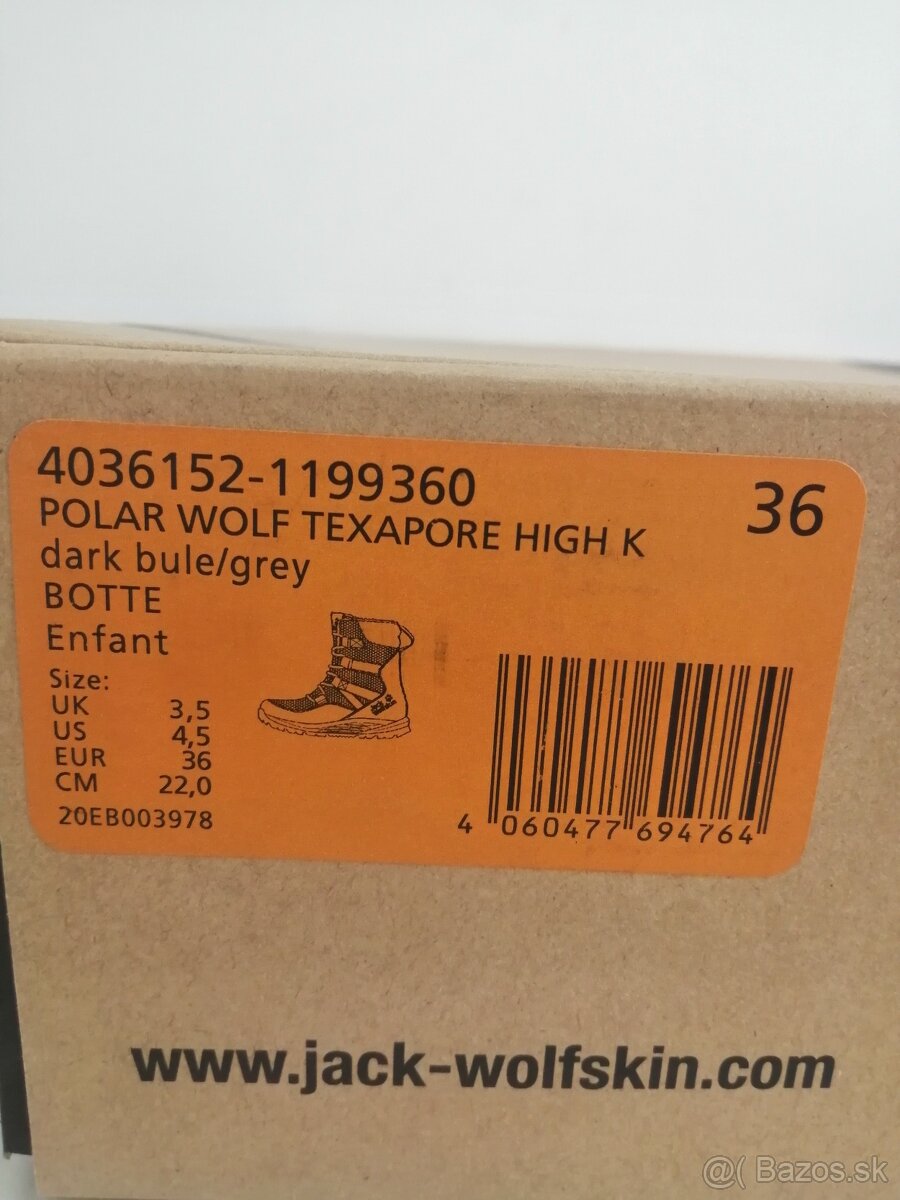 4036152-1199360
36
POLAR WOLF TEXAPORE HIGH K
dark bule/grey
BOTTE
Enfant
Size:
UK 3,5
US 4,5
EUR 36
CM 22,0
20EB003978
4 060477 694764
www.jack-wolfskin.com
@( Bazos.sk